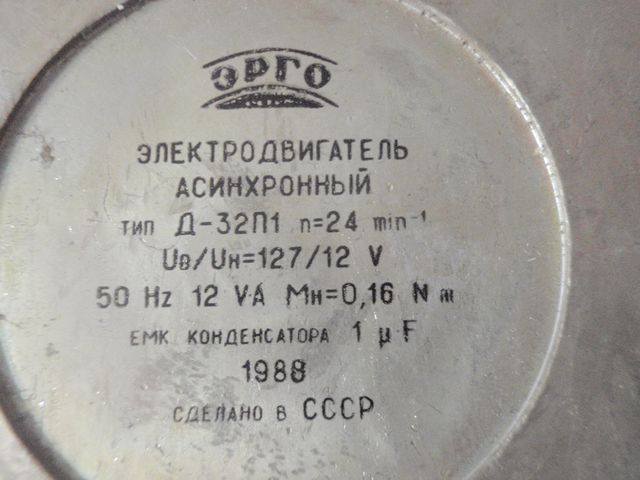 ЭРГО
ЭЛЕКТРОДВИГАТЕЛЬ
АСИНХРОННЫЙ
ТИП Д-32П1 n=24 min⁻¹
Uв/Uн=127/12 V
50 Hz 12 V·A Mн=0,16 N m
ЕМК КОНДЕНСАТОРА 1 μF
1988
СДЕЛАНО В СССР